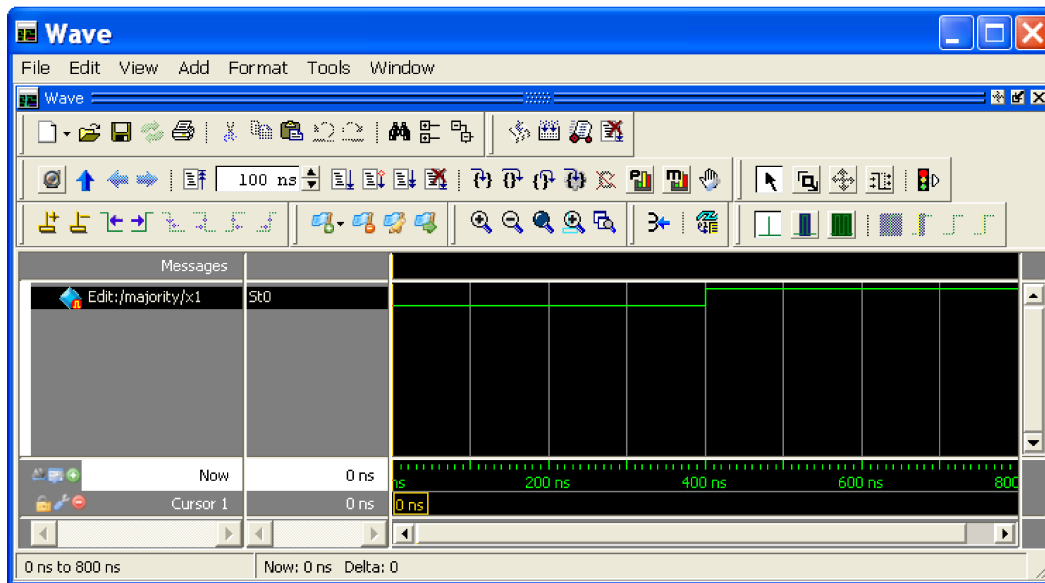 Wave
File Edit View Add Format Tools Window
Wave
100 ns
Messages
Edit:/majority/x1 St0
Now 0 ns
Cursor 1 0 ns
ns 200 ns 400 ns 600 ns 800
0 ns
0 ns to 800 ns Now: 0 ns Delta: 0